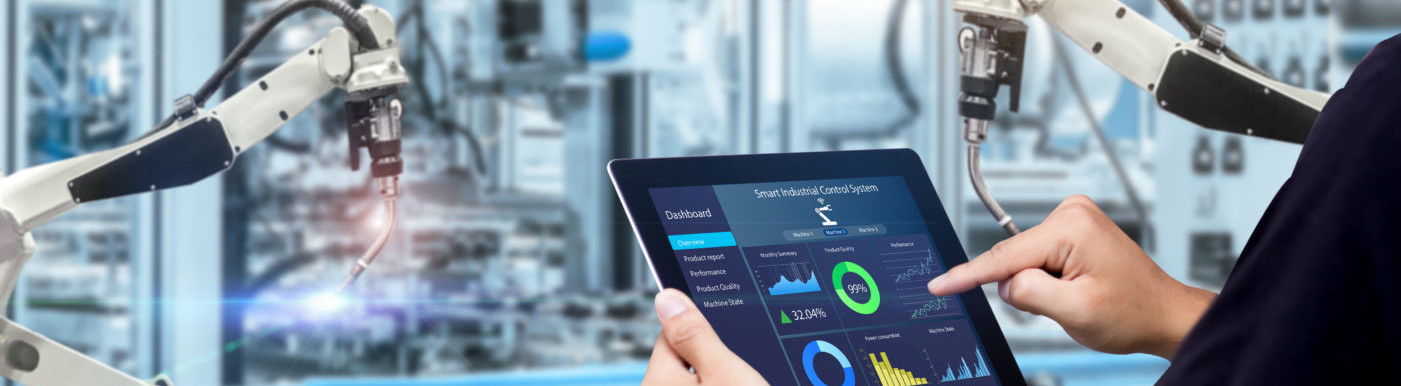 Smart Industrial Control System
Dashboard
Machine 1 Machine 2 Machine 3
Overview
Product report
Performance
Product Quality
Machine State
Monthly Summary
Product Quality
Performance
99%
32.04%
Power consumtion
Machine State